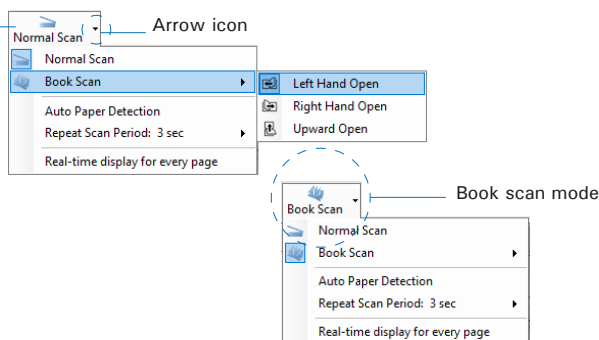 Normal Scan
Arrow icon
Normal Scan
Book Scan
Left Hand Open
Right Hand Open
Upward Open
Auto Paper Detection
Repeat Scan Period: 3 sec
Real-time display for every page
Book Scan
Book scan mode
Normal Scan
Book Scan
Auto Paper Detection
Repeat Scan Period: 3 sec
Real-time display for every page